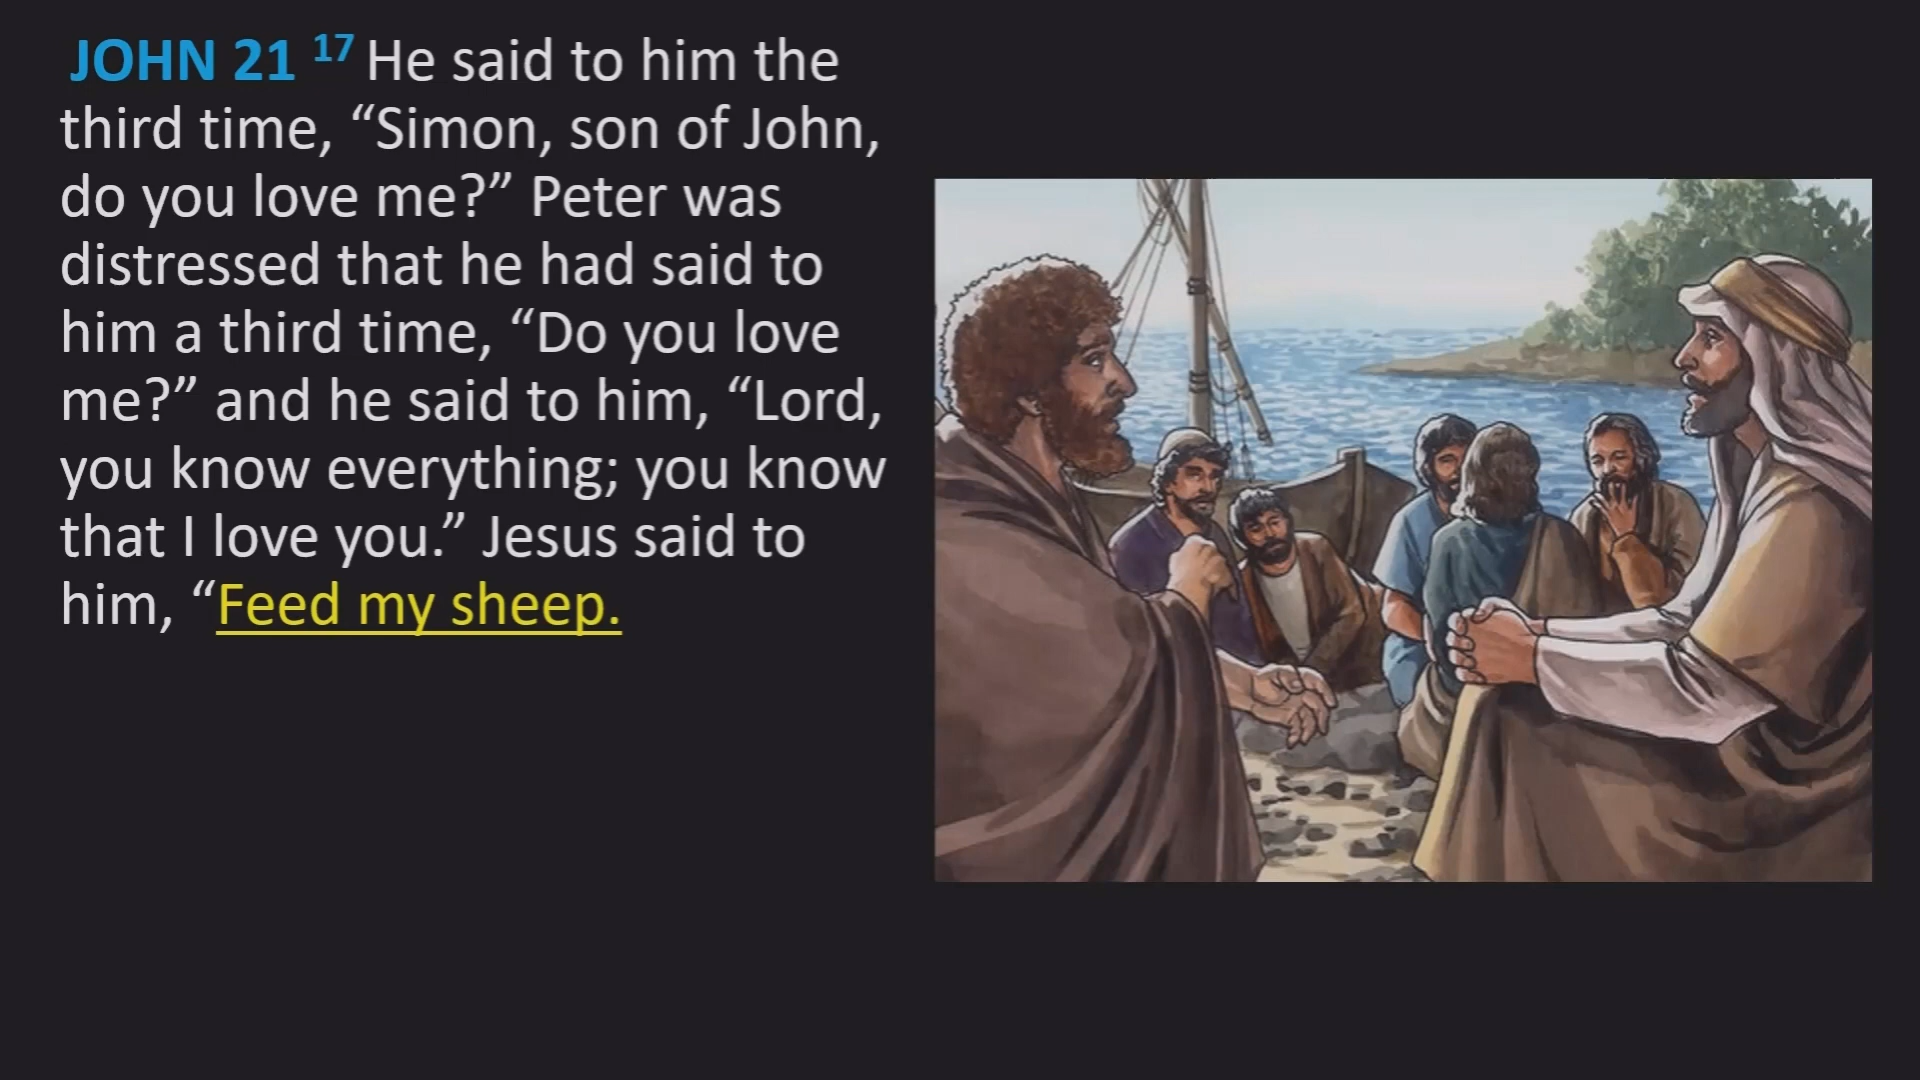 JOHN 21 17 He said to him the
third time, “Simon, son of John,
do you love me?” Peter was
distressed that he had said to
him a third time, “Do you love
me?” and he said to him, “Lord,
you know everything; you know
that I love you.” Jesus said to
him, “Feed my sheep.